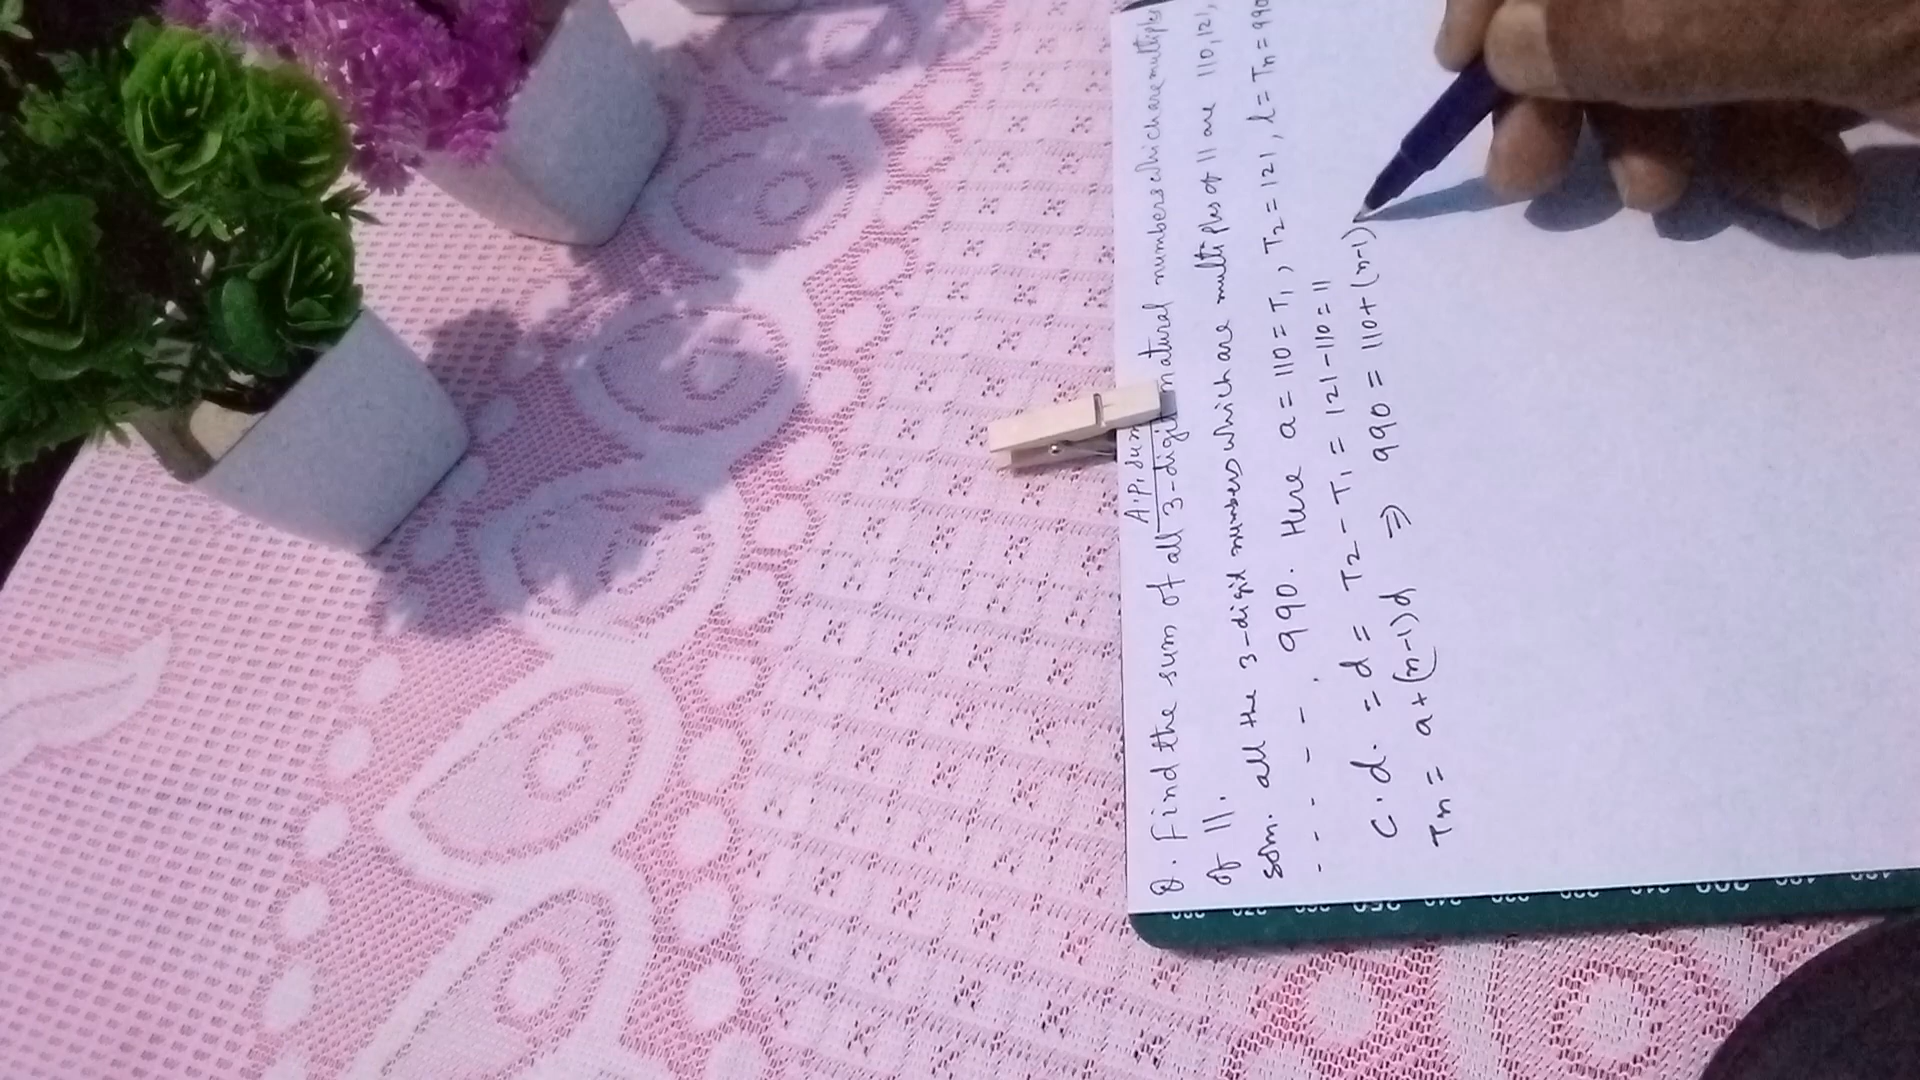 A.P, sum
Q. Find the sum of all 3-digit natural numbers which are multiples
of 11.
Soln. all the 3-digit numbers which are multiples of 11 are 110, 121,
- - - - - . 990. Here a = 110 = T1, T2 = 121, l = Tn = 990
C.d. = d = T2 - T1 = 121 - 110 = 11
Tn = a + (n-1)d ⇒ 990 = 110 + (n-1)